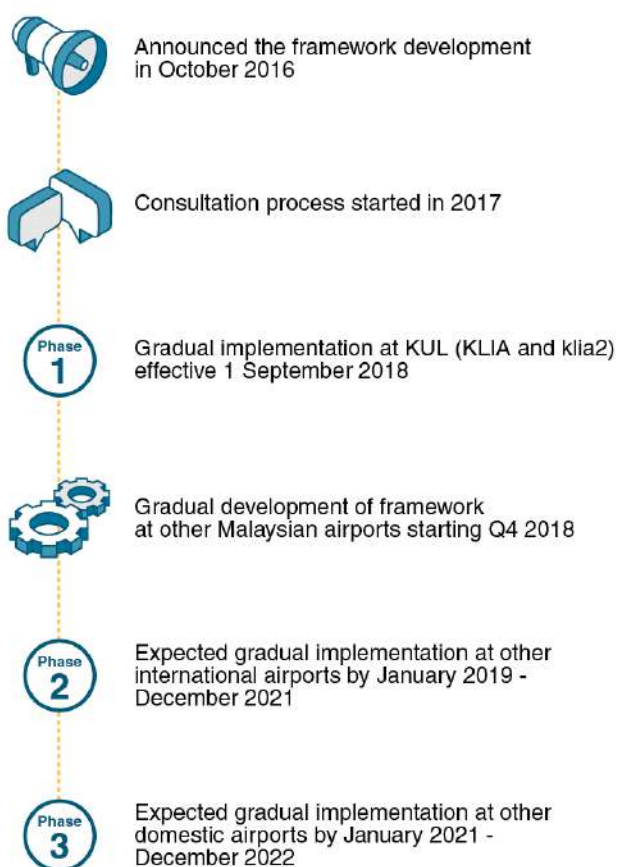 Announced the framework development
in October 2016
Consultation process started in 2017
Phase
1
Gradual implementation at KUL (KLIA and klia2)
effective 1 September 2018
Gradual development of framework
at other Malaysian airports starting Q4 2018
Phase
2
Expected gradual implementation at other
international airports by January 2019 -
December 2021
Phase
3
Expected gradual implementation at other
domestic airports by January 2021 -
December 2022